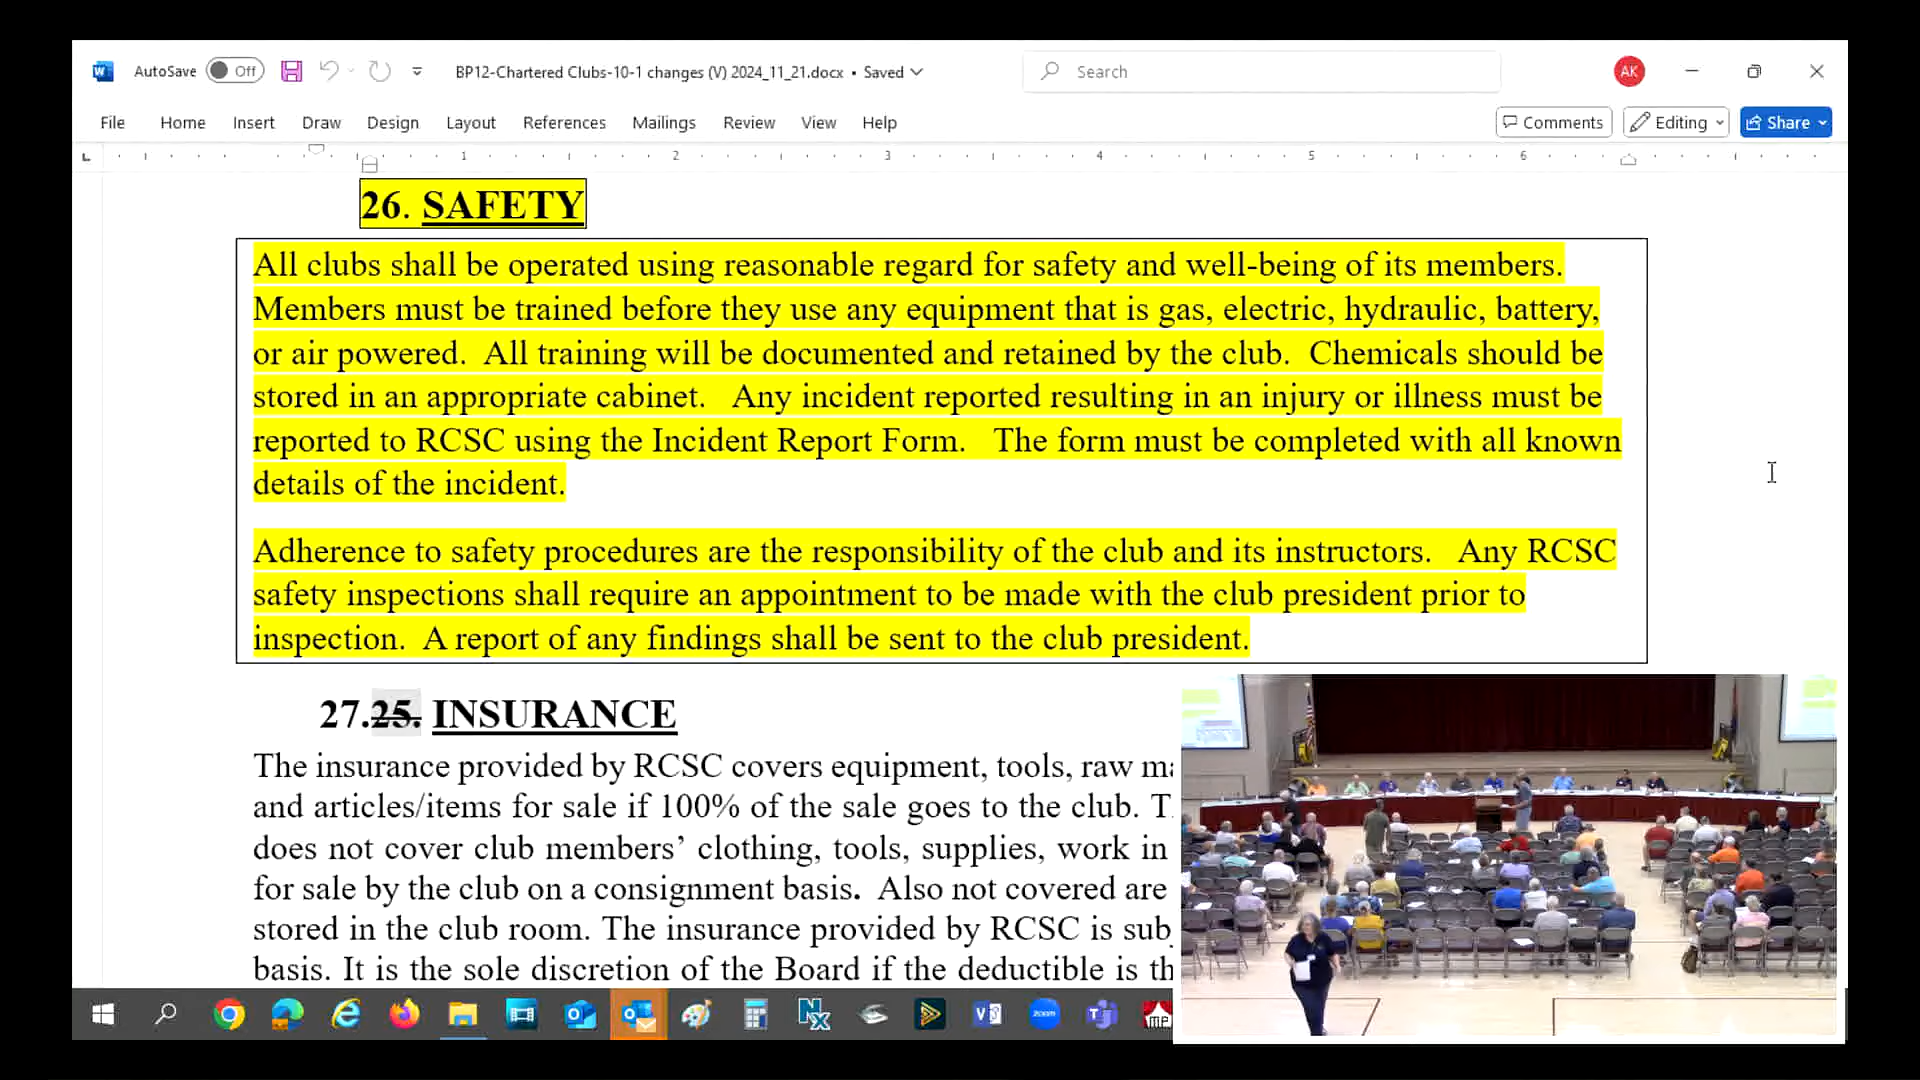 AutoSave Off BP12-Chartered Clubs-10-1 changes (V) 2024_11_21.docx • Saved Search AK
File Home Insert Draw Design Layout References Mailings Review View Help Comments Editing Share
1 2 3 4 5 6
26. SAFETY
All clubs shall be operated using reasonable regard for safety and well-being of its members.
Members must be trained before they use any equipment that is gas, electric, hydraulic, battery,
or air powered. All training will be documented and retained by the club. Chemicals should be
stored in an appropriate cabinet. Any incident reported resulting in an injury or illness must be
reported to RCSC using the Incident Report Form. The form must be completed with all known
details of the incident.
Adherence to safety procedures are the responsibility of the club and its instructors. Any RCSC
safety inspections shall require an appointment to be made with the club president prior to
inspection. A report of any findings shall be sent to the club president.
27.25. INSURANCE
The insurance provided by RCSC covers equipment, tools, raw ma
and articles/items for sale if 100% of the sale goes to the club. T
does not cover club members’ clothing, tools, supplies, work in
for sale by the club on a consignment basis. Also not covered are
stored in the club room. The insurance provided by RCSC is sub
basis. It is the sole discretion of the Board if the deductible is th
zoom